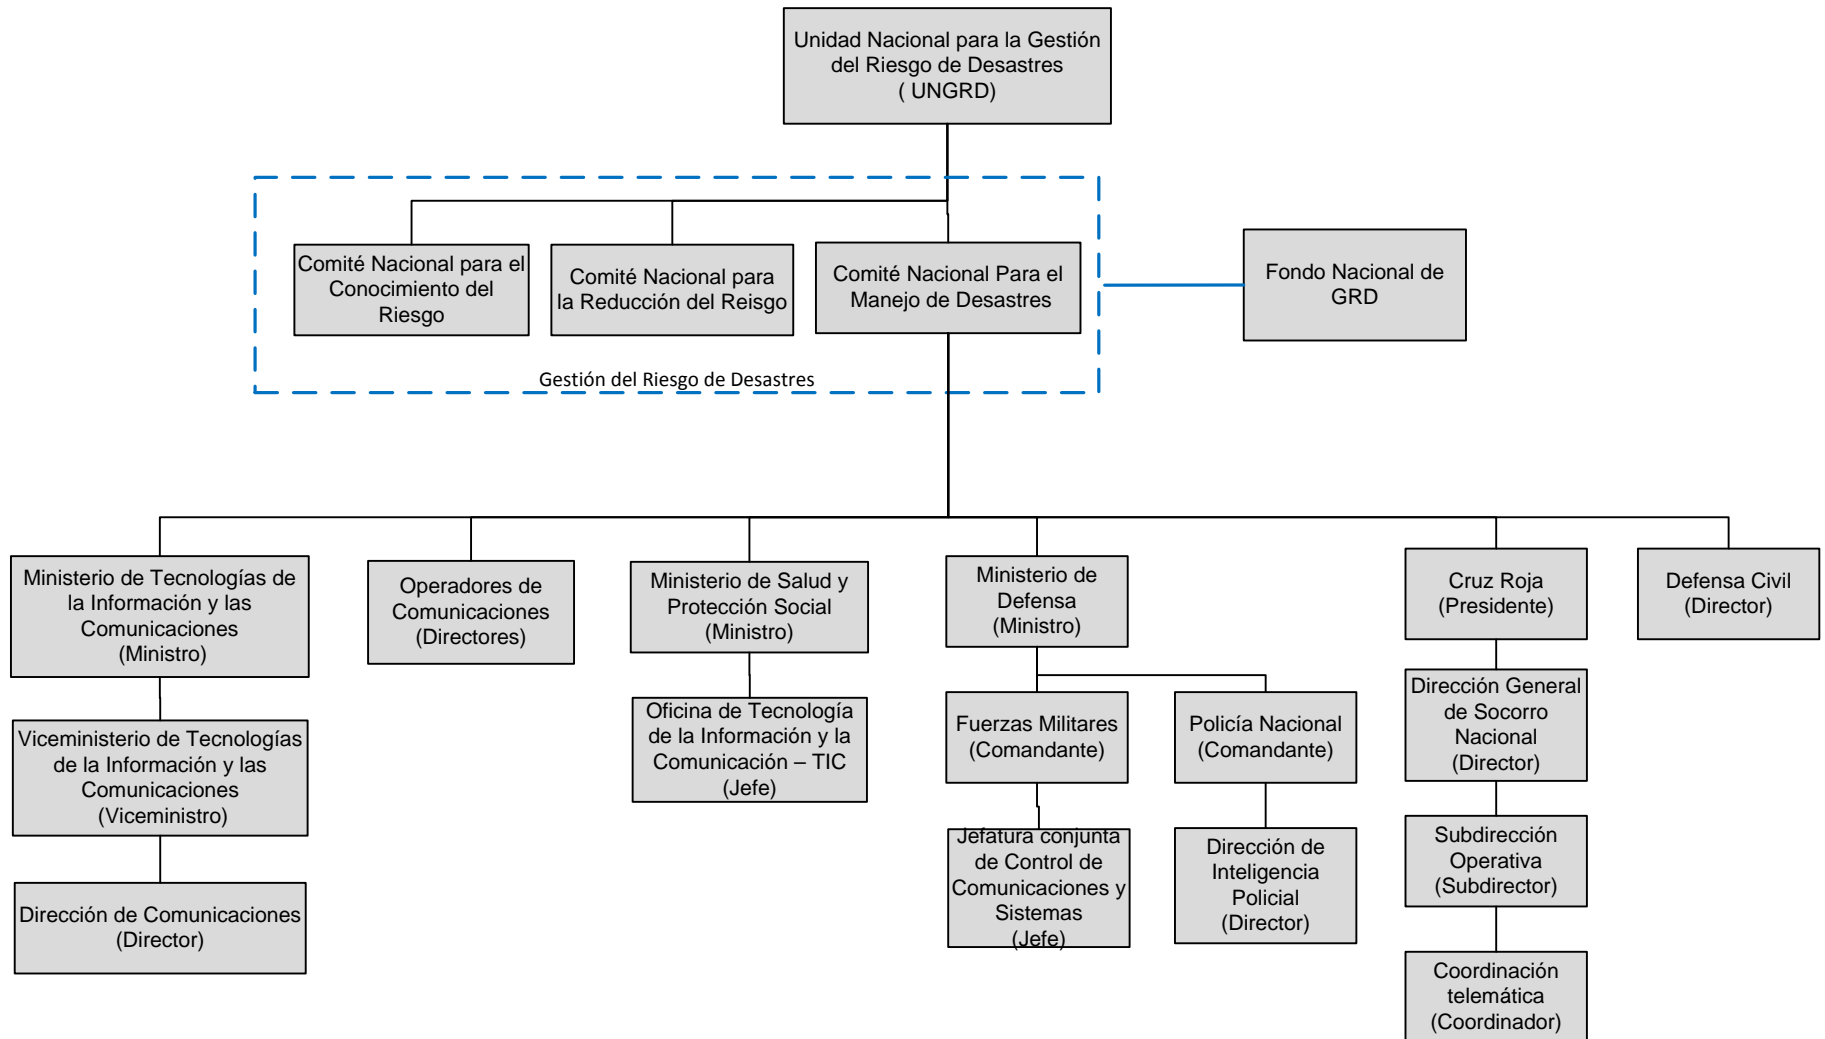 Unidad Nacional para la Gestión
del Riesgo de Desastres
( UNGRD)
Comité Nacional para el
Conocimiento del
Riesgo
Comité Nacional para
la Reducción del Reisgo
Comité Nacional Para el
Manejo de Desastres
Fondo Nacional de
GRD
Gestión del Riesgo de Desastres
Ministerio de Tecnologías de
la Información y las
Comunicaciones
(Ministro)
Operadores de
Comunicaciones
(Directores)
Ministerio de Salud y
Protección Social
(Ministro)
Ministerio de
Defensa
(Ministro)
Cruz Roja
(Presidente)
Defensa Civil
(Director)
Viceministerio de Tecnologías
de la Información y las
Comunicaciones
(Viceministro)
Oficina de Tecnología
de la Información y la
Comunicación – TIC
(Jefe)
Fuerzas Militares
(Comandante)
Policía Nacional
(Comandante)
Dirección General
de Socorro
Nacional
(Director)
Dirección de Comunicaciones
(Director)
Jefatura conjunta
de Control de
Comunicaciones y
Sistemas
(Jefe)
Dirección de
Inteligencia
Policial
(Director)
Subdirección
Operativa
(Subdirector)
Coordinación
telemática
(Coordinador)